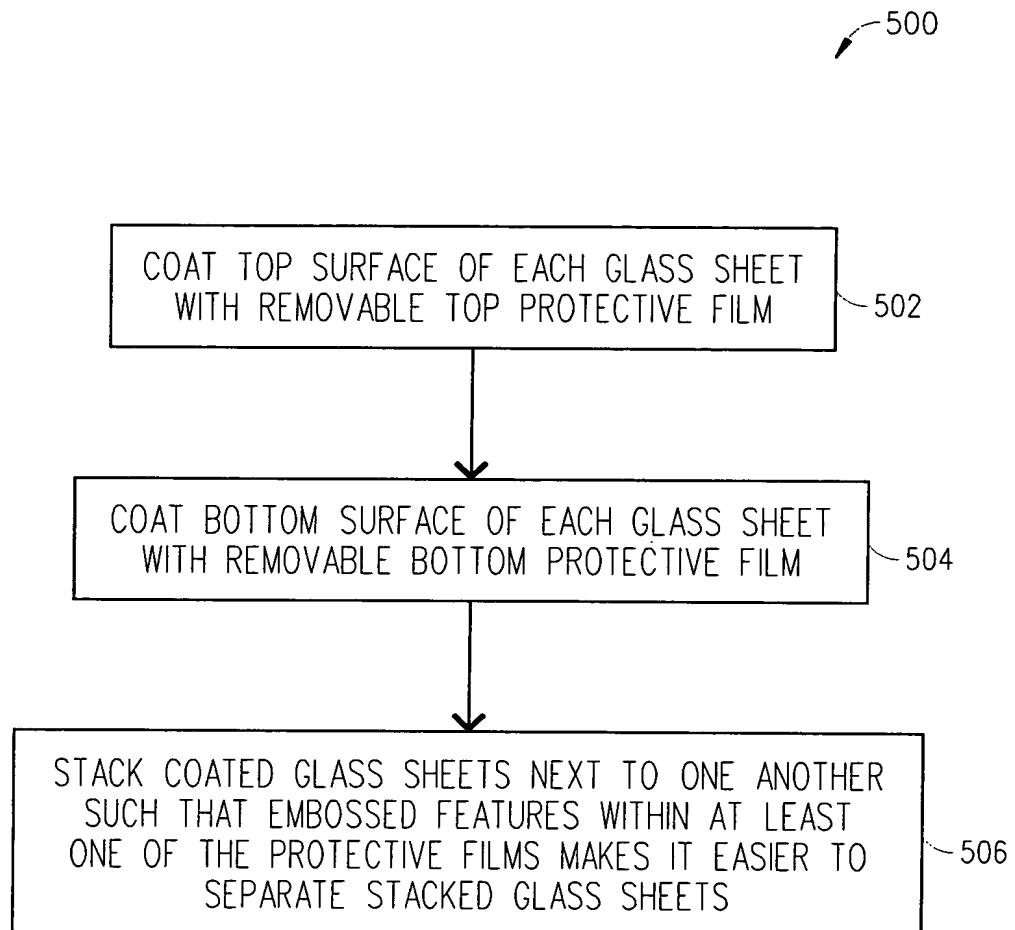 500
COAT TOP SURFACE OF EACH GLASS SHEET
WITH REMOVABLE TOP PROTECTIVE FILM
502
COAT BOTTOM SURFACE OF EACH GLASS SHEET
WITH REMOVABLE BOTTOM PROTECTIVE FILM
504
STACK COATED GLASS SHEETS NEXT TO ONE ANOTHER
SUCH THAT EMBOSSED FEATURES WITHIN AT LEAST
ONE OF THE PROTECTIVE FILMS MAKES IT EASIER TO
SEPARATE STACKED GLASS SHEETS
506